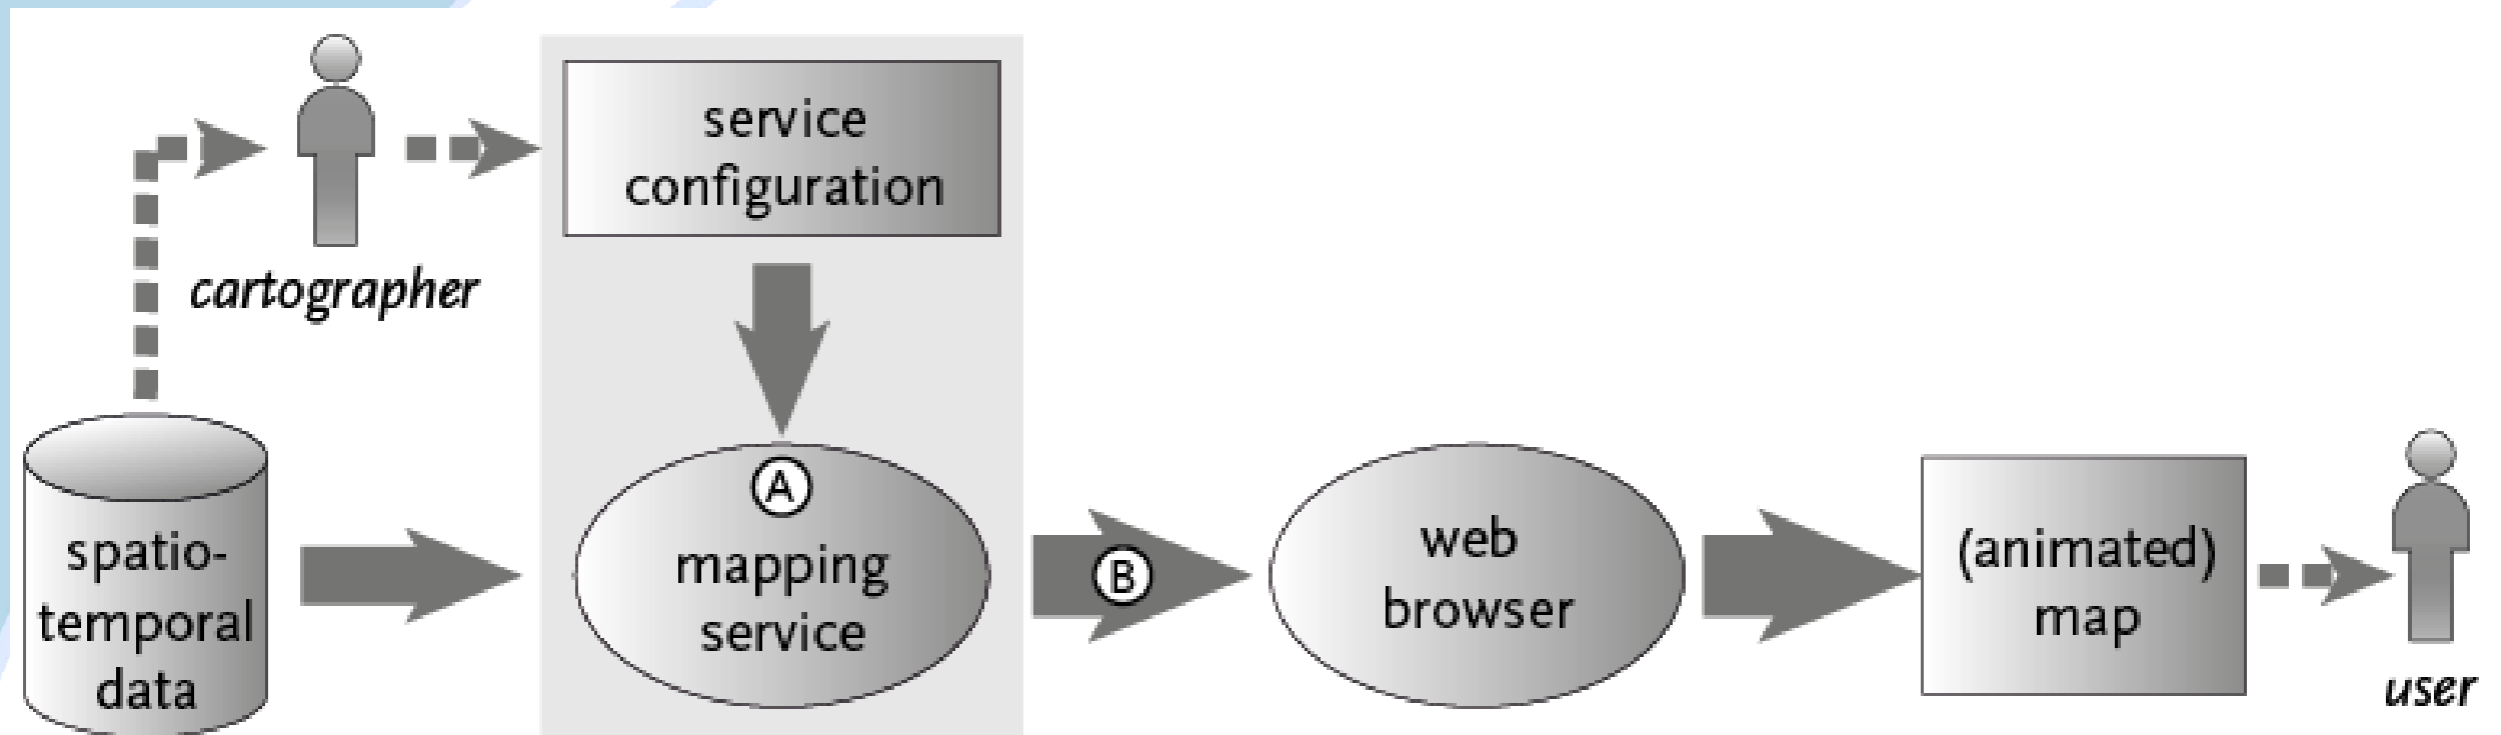 service
configuration
cartographer
A
mapping
service
B
web
browser
(animated)
map
spatio-
temporal
data
user